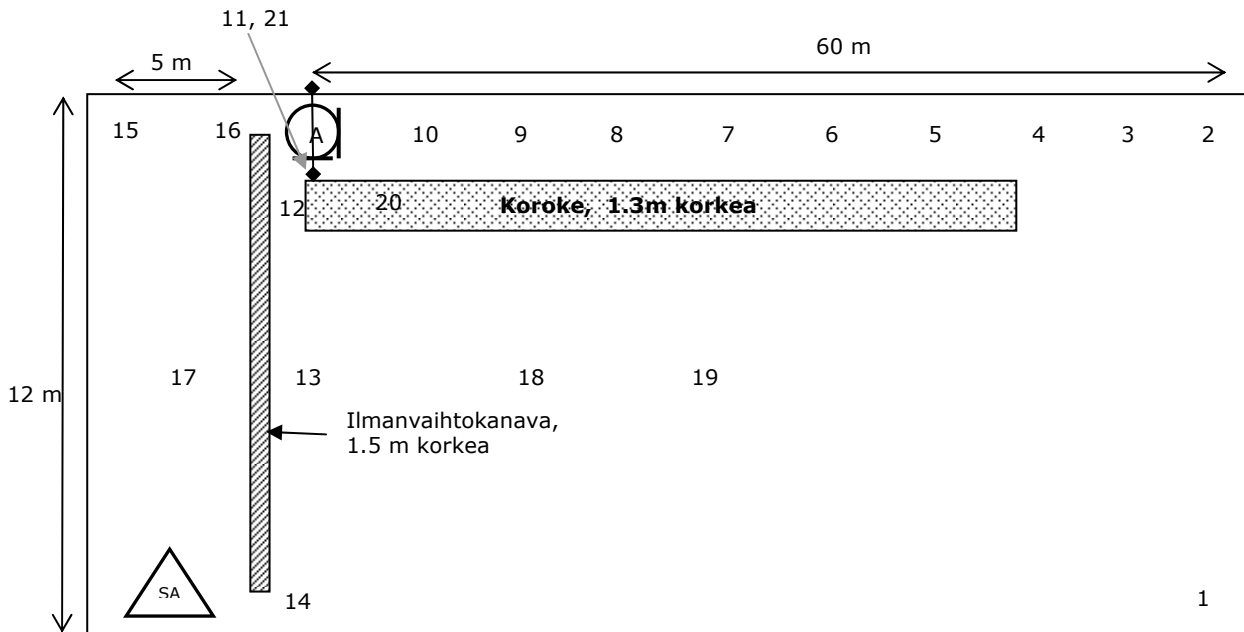 11, 21
60 m
5 m
15 16 A 10 9 8 7 6 5 4 3 2
12 20 Koroke, 1.3m korkea
17 13 18 19
12 m
Ilmanvaihtokanava,
1.5 m korkea
SA
14 1